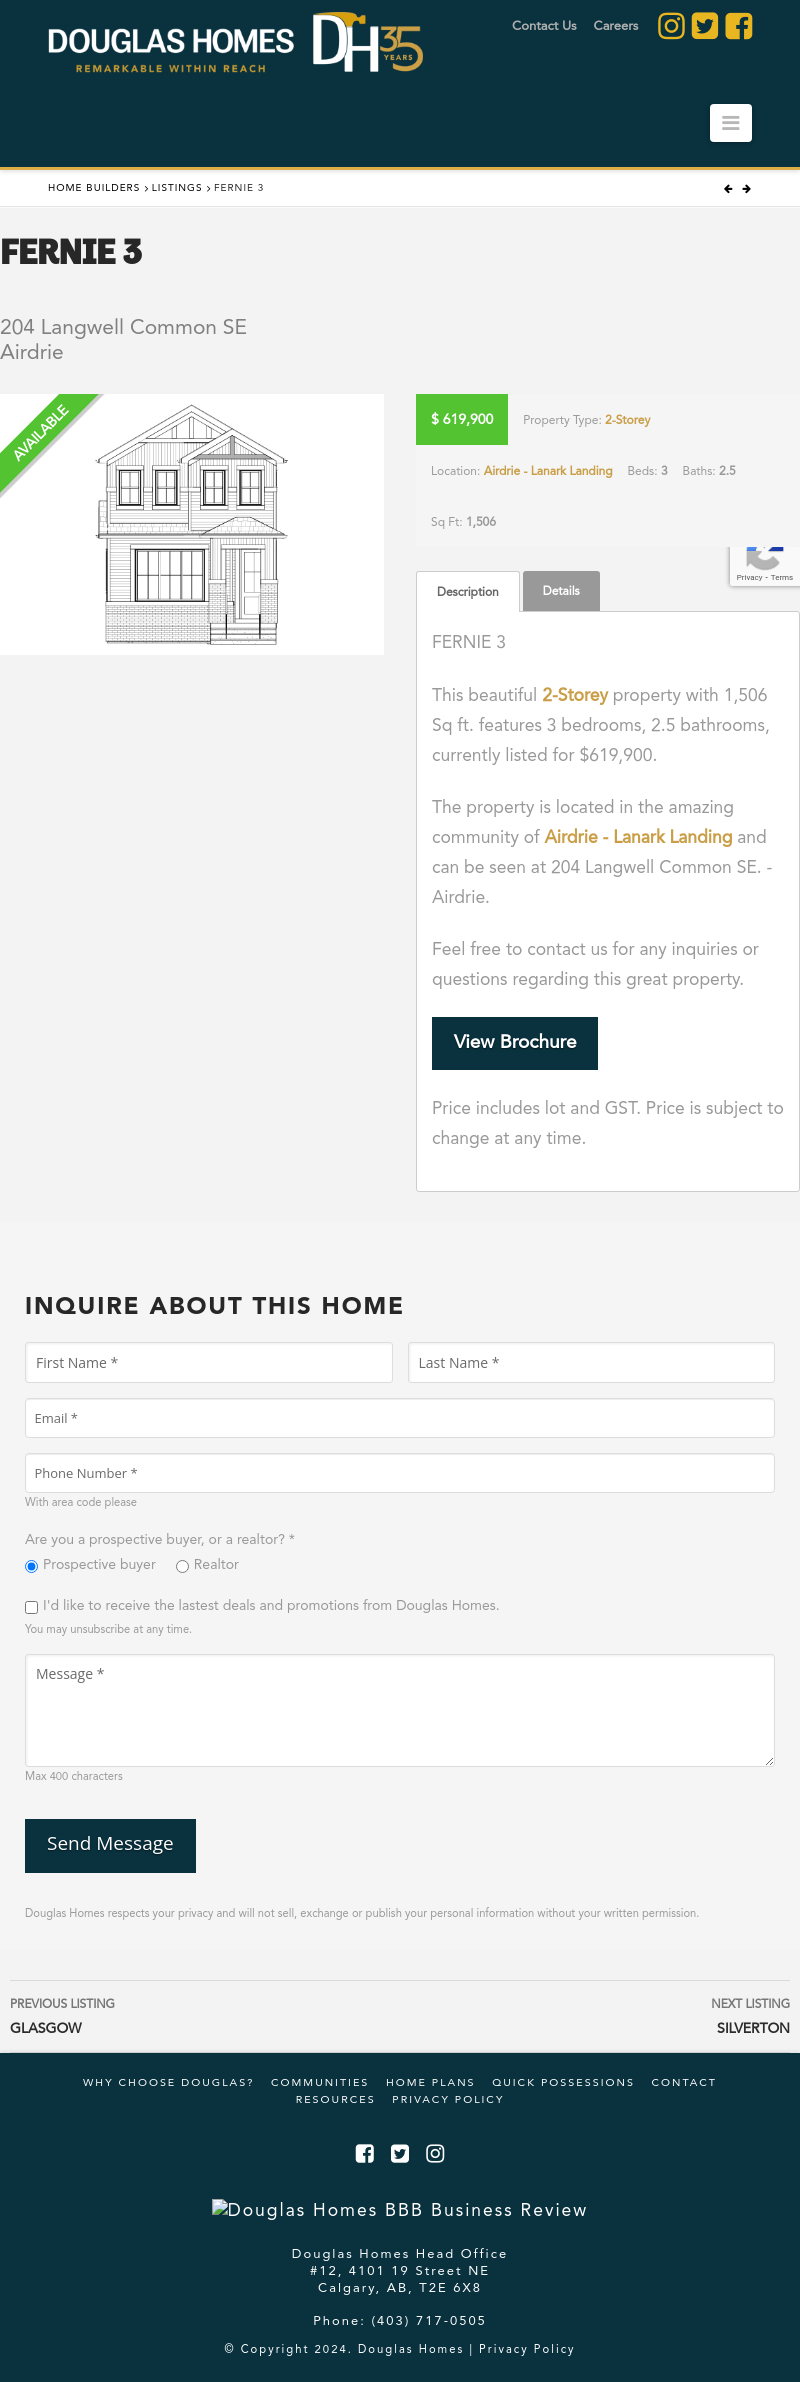 DOUGLAS HOMES
REMARKABLE WITHIN REACH
DH35
YEARS
Contact Us Careers
HOME BUILDERS > LISTINGS > FERNIE 3
FERNIE 3
204 Langwell Common SE
Airdrie
AVAILABLE
$ 619,900 Property Type: 2-Storey
Location: Airdrie - Lanark Landing Beds: 3 Baths: 2.5
Sq Ft: 1,506
Privacy - Terms
Description Details
FERNIE 3
This beautiful 2-Storey property with 1,506
Sq ft. features 3 bedrooms, 2.5 bathrooms,
currently listed for $619,900.
The property is located in the amazing
community of Airdrie - Lanark Landing and
can be seen at 204 Langwell Common SE. -
Airdrie.
Feel free to contact us for any inquiries or
questions regarding this great property.
View Brochure
Price includes lot and GST. Price is subject to
change at any time.
INQUIRE ABOUT THIS HOME
First Name * Last Name *
Email *
Phone Number *
With area code please
Are you a prospective buyer, or a realtor? *
Prospective buyer Realtor
I'd like to receive the lastest deals and promotions from Douglas Homes.
You may unsubscribe at any time.
Message *
Max 400 characters
Send Message
Douglas Homes respects your privacy and will not sell, exchange or publish your personal information without your written permission.
PREVIOUS LISTING NEXT LISTING
GLASGOW SILVERTON
WHY CHOOSE DOUGLAS? COMMUNITIES HOME PLANS QUICK POSSESSIONS CONTACT
RESOURCES PRIVACY POLICY
Douglas Homes BBB Business Review
Douglas Homes Head Office
#12, 4101 19 Street NE
Calgary, AB, T2E 6X8
Phone: (403) 717-0505
© Copyright 2024. Douglas Homes | Privacy Policy